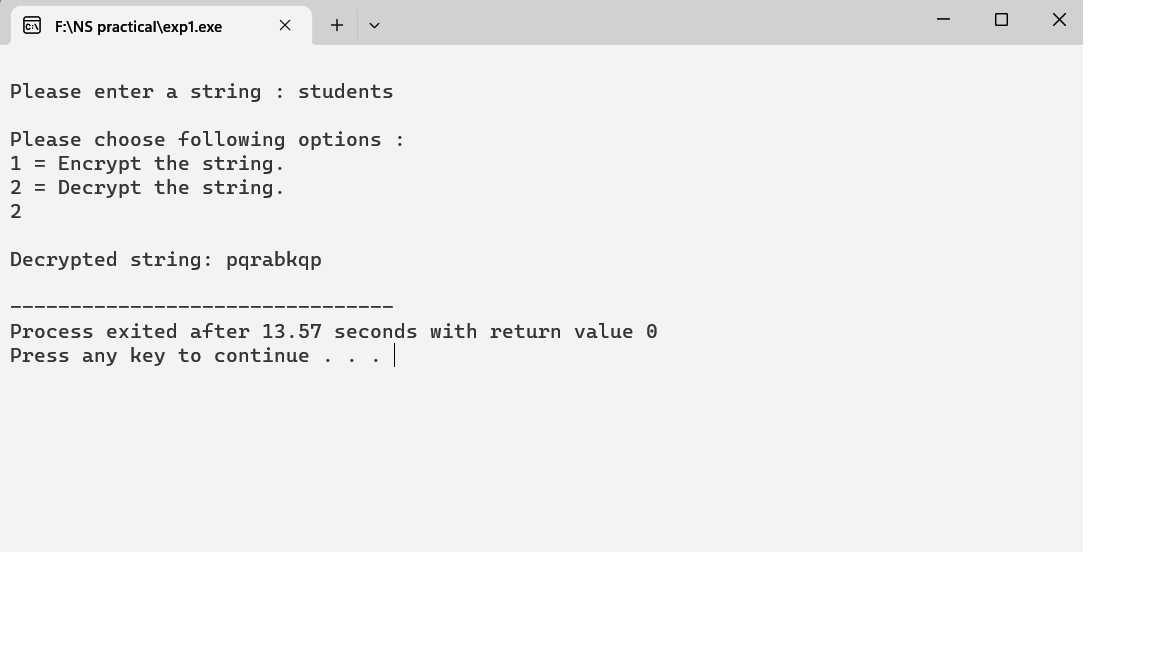 F:\NS practical\exp1.exe
Please enter a string : students
Please choose following options :
1 = Encrypt the string.
2 = Decrypt the string.
2
Decrypted string: pqrabkqp
--------------------------------
Process exited after 13.57 seconds with return value 0
Press any key to continue . . .